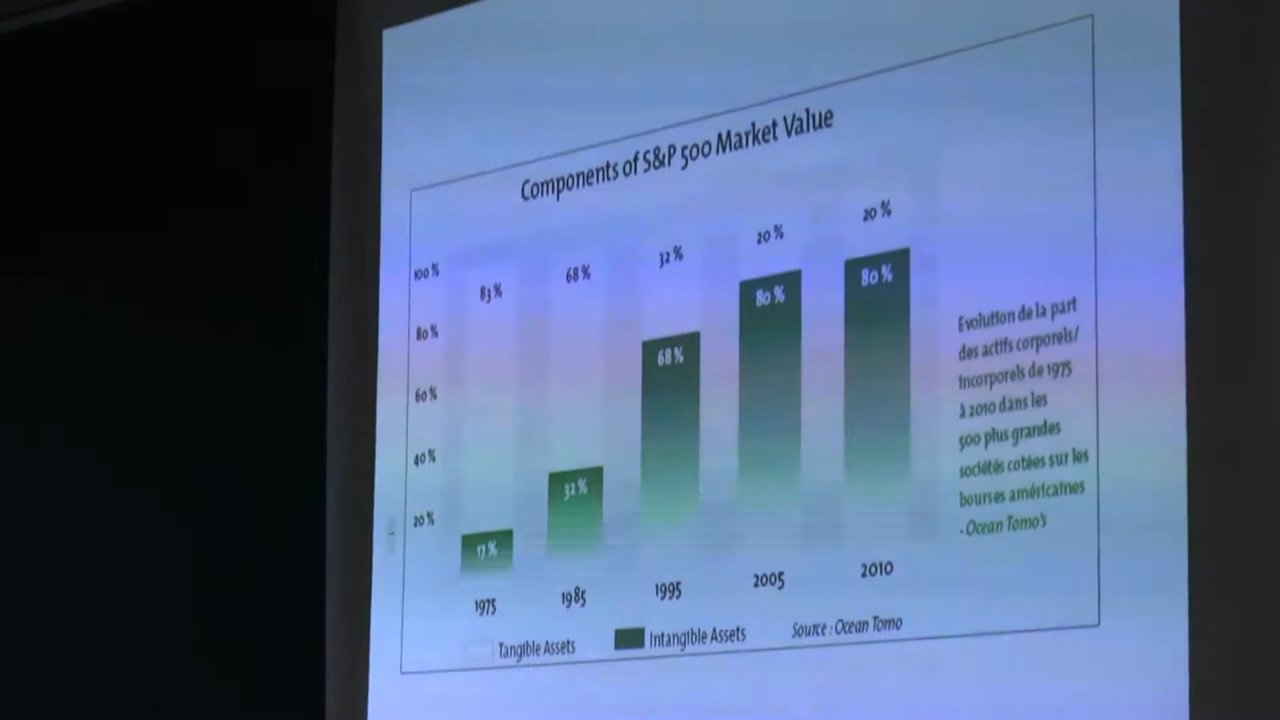 Components of S&P 500 Market Value
100 %
80 %
60 %
40 %
20 %
83 %
68 %
32 %
20 %
20 %
17 %
32 %
68 %
80 %
80 %
1975
1985
1995
2005
2010
Tangible Assets
Intangible Assets
Source : Ocean Tomo
Evolution de la part
des actifs corporels/
incorporels de 1975
à 2010 dans les
500 plus grandes
sociétés cotées sur les
bourses américaines
- Ocean Tomo's